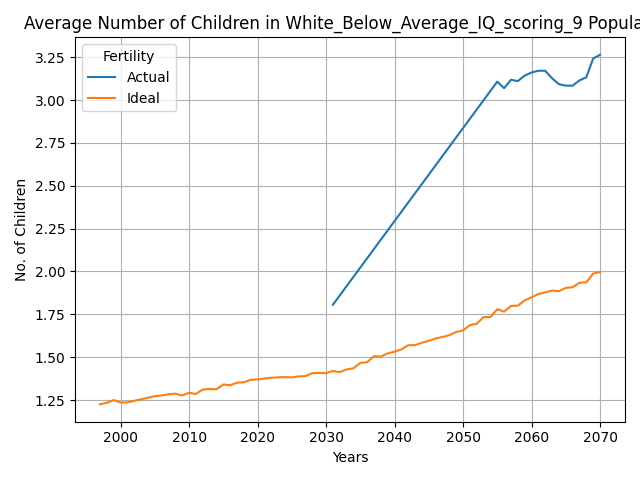 Average Number of Children in White_Below_Average_IQ_scoring_9 Popula
Fertility
Actual
Ideal
3.25
3.00
2.75
2.50
2.25
2.00
1.75
1.50
1.25
No. of Children
2000 2010 2020 2030 2040 2050 2060 2070
Years